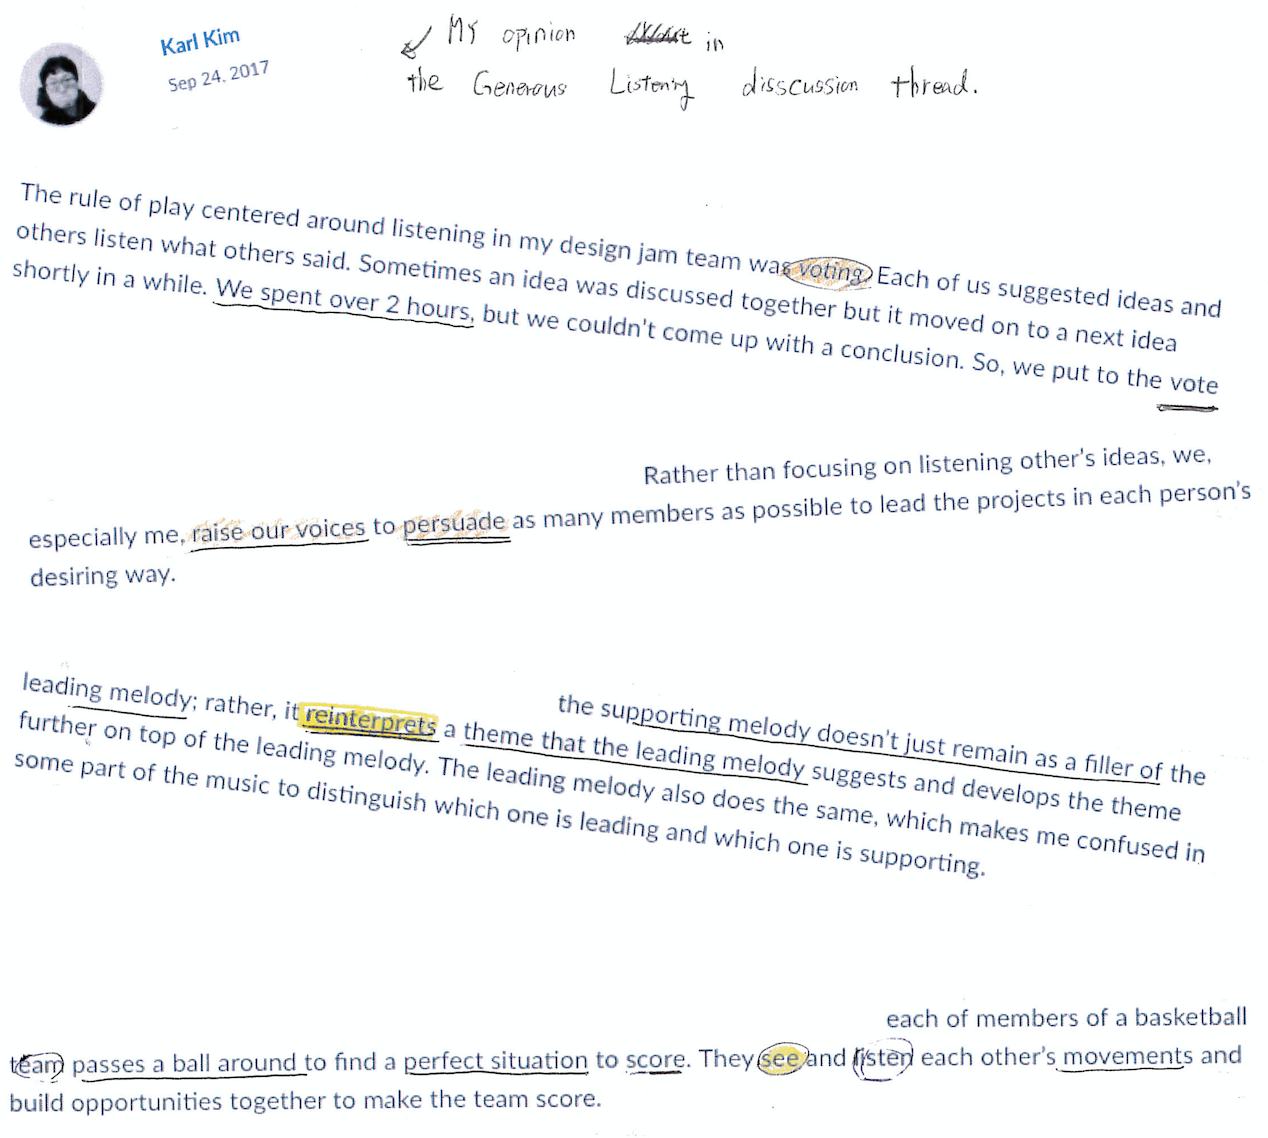 Karl Kim
Sep 24, 2017
My opinion in
the Generous Listening disscussion thread.
The rule of play centered around listening in my design jam team was voting. Each of us suggested ideas and
others listen what others said. Sometimes an idea was discussed together but it moved on to a next idea
shortly in a while. We spent over 2 hours, but we couldn't come up with a conclusion. So, we put to the vote
Rather than focusing on listening other's ideas, we,
especially me, raise our voices to persuade as many members as possible to lead the projects in each person's
desiring way.
the supporting melody doesn't just remain as a filler of the
leading melody; rather, it reinterprets a theme that the leading melody suggests and develops the theme
further on top of the leading melody. The leading melody also does the same, which makes me confused in
some part of the music to distinguish which one is leading and which one is supporting.
each of members of a basketball
team passes a ball around to find a perfect situation to score. They see and listen each other's movements and
build opportunities together to make the team score.